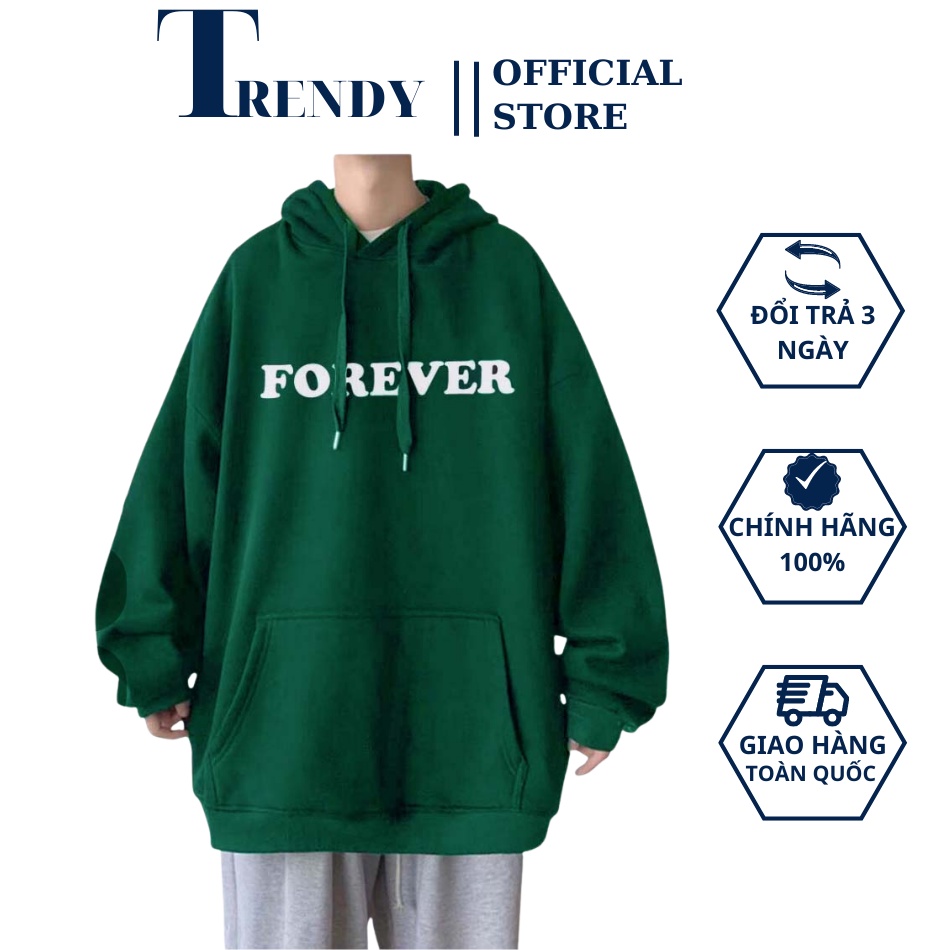 TRENDY
OFFICIAL
STORE
FOREVER
ĐỔI TRẢ 3
NGÀY
CHÍNH HÃNG
100%
GIAO HÀNG
TOÀN QUỐC